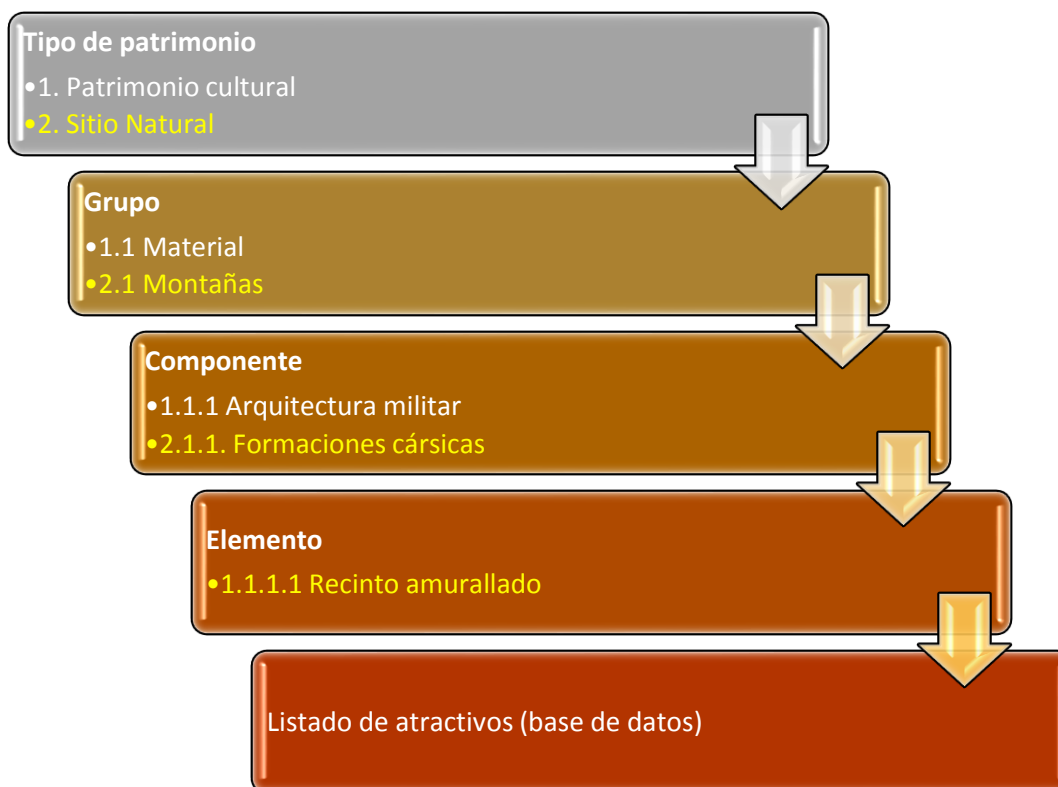 Tipo de patrimonio
•1. Patrimonio cultural
•2. Sitio Natural
Grupo
•1.1 Material
•2.1 Montañas
Componente
•1.1.1 Arquitectura militar
•2.1.1. Formaciones cársicas
Elemento
•1.1.1.1 Recinto amurallado
Listado de atractivos (base de datos)